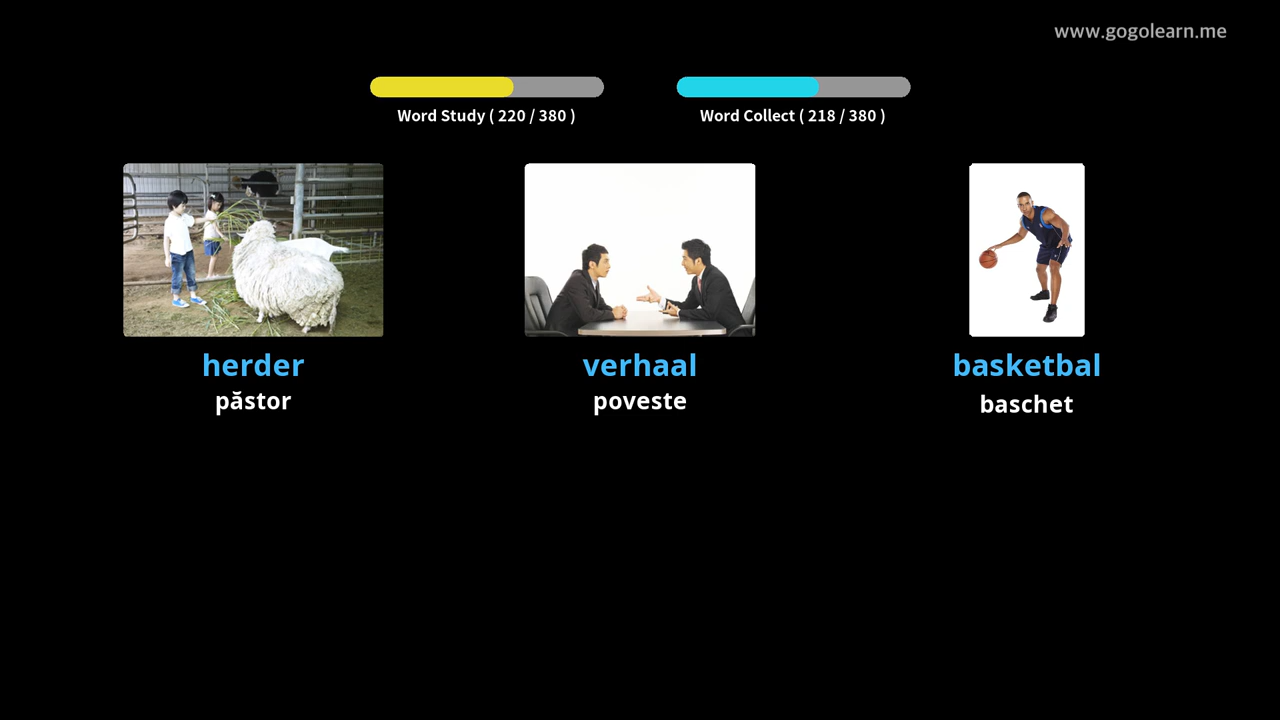 www.gogolearn.me
Word Study ( 220 / 380 )
Word Collect ( 218 / 380 )
herder
păstor
verhaal
poveste
basketbal
baschet